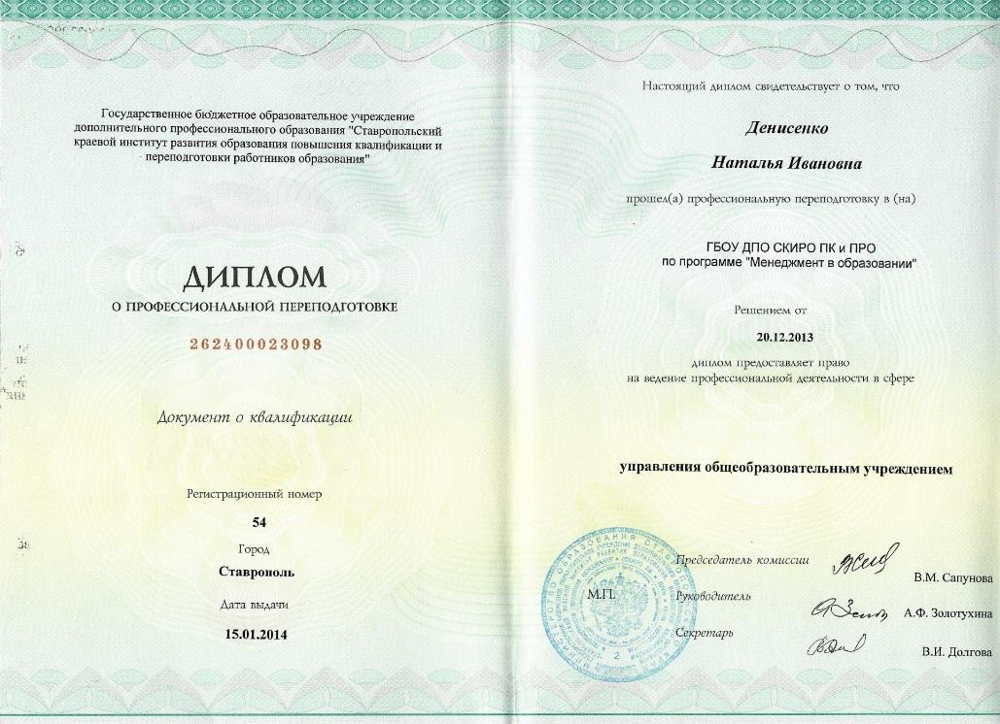 Государственное бюджетное образовательное учреждение
дополнительного профессионального образования "Ставропольский
краевой институт развития образования повышения квалификации и
переподготовки работников образования"
ДИПЛОМ
О ПРОФЕССИОНАЛЬНОЙ ПЕРЕПОДГОТОВКЕ
262400023098
Документ о квалификации
Регистрационный номер
54
Город
Ставрополь
Дата выдачи
15.01.2014
Настоящий диплом свидетельствует о том, что
Денисенко
Наталья Ивановна
прошел(а) профессиональную переподготовку в (на)
ГБОУ ДПО СКИРО ПК и ПРО
по программе "Менеджмент в образовании"
Решением от
20.12.2013
диплом предоставляет право
на ведение профессиональной деятельности в сфере
управления общеобразовательным учреждением
Председатель комиссии
В.М. Сапунова
М.П.
Руководитель
А.Ф. Золотухина
Секретарь
В.И. Долгова
2